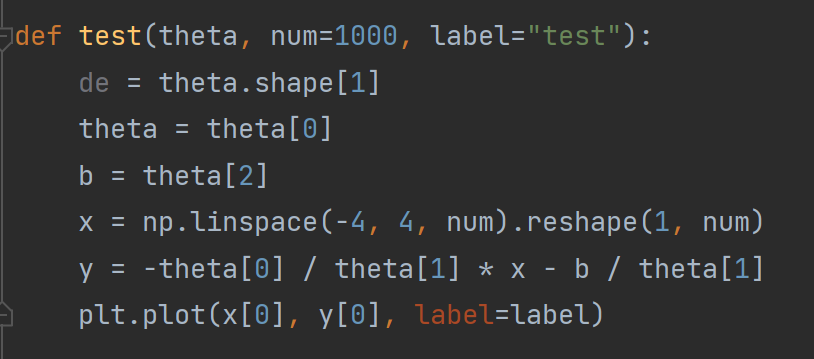 def test(theta, num=1000, label="test"):
    de = theta.shape[1]
    theta = theta[0]
    b = theta[2]
    x = np.linspace(-4, 4, num).reshape(1, num)
    y = -theta[0] / theta[1] * x - b / theta[1]
    plt.plot(x[0], y[0], label=label)